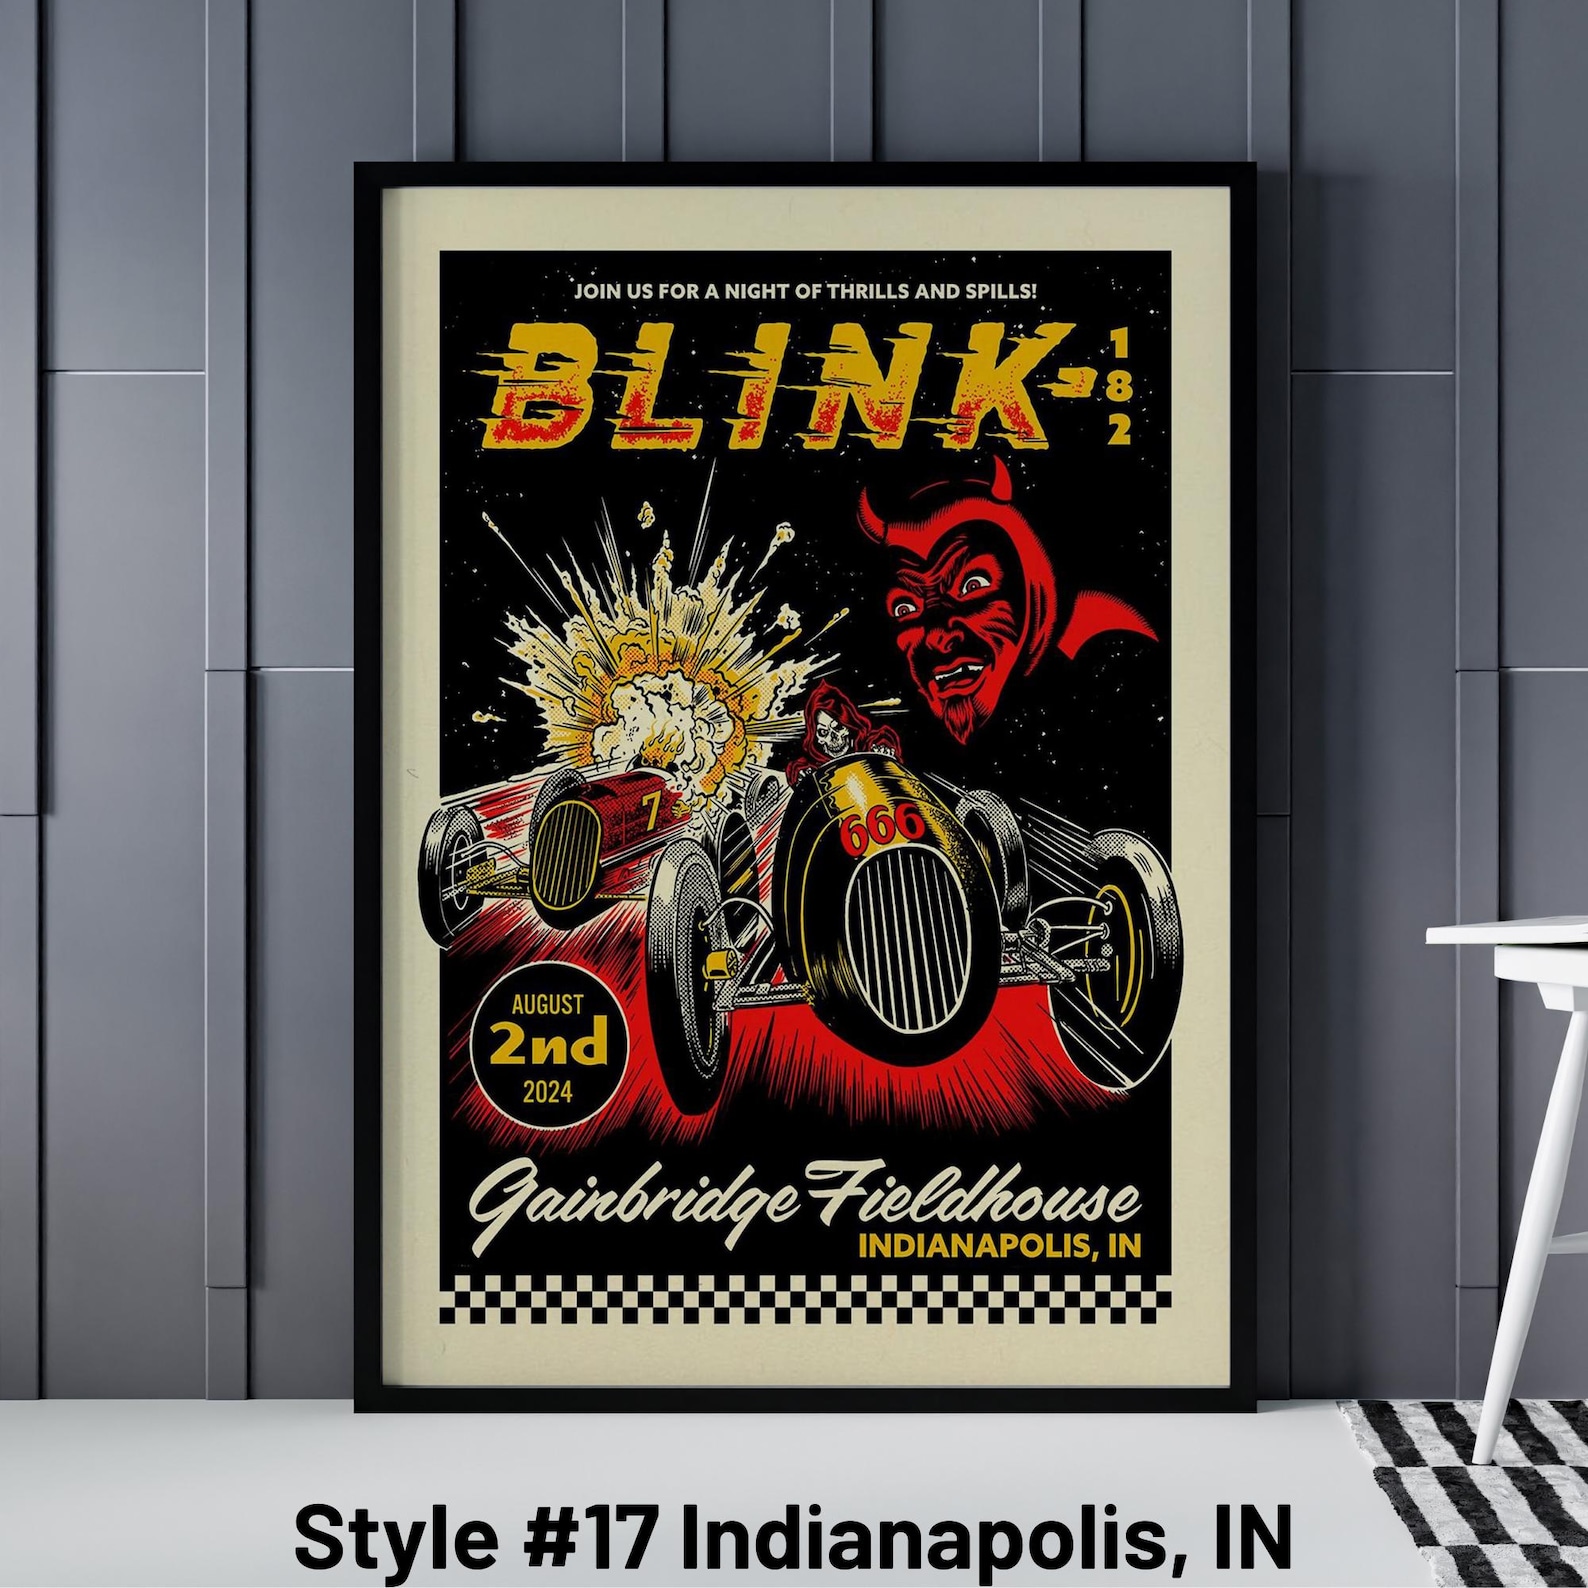 JOIN US FOR A NIGHT OF THRILLS AND SPILLS!
BLINK-182
7
666
AUGUST
2nd
2024
Gainbridge Fieldhouse
INDIANAPOLIS, IN
Style #17 Indianapolis, IN